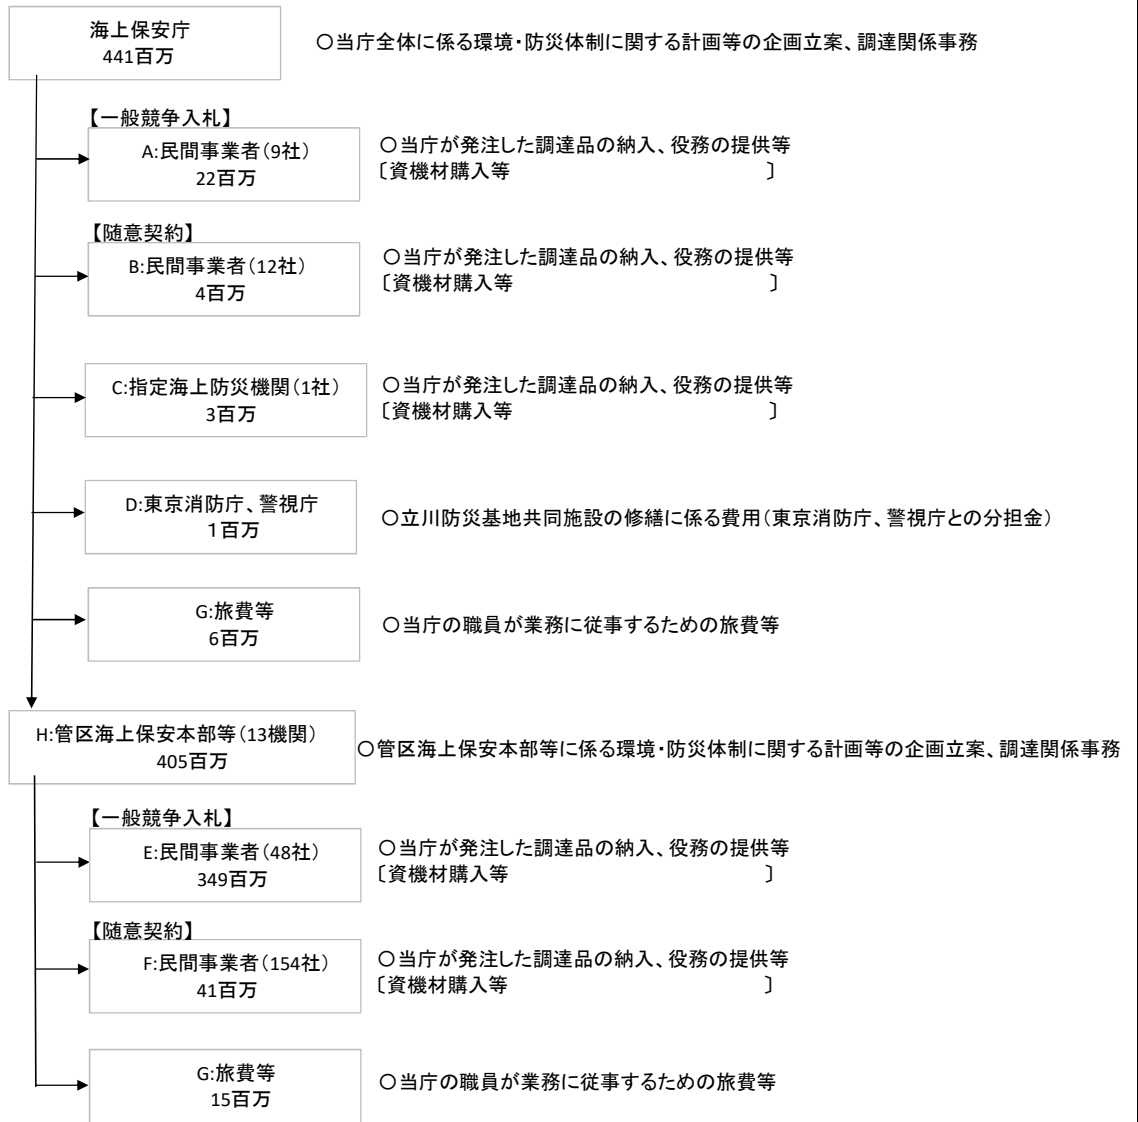 海上保安庁
441百万
○当庁全体に係る環境・防災体制に関する計画等の企画立案、調達関係事務
【一般競争入札】
A:民間事業者(9社)
22百万
○当庁が発注した調達品の納入、役務の提供等
〔資機材購入等 〕
【随意契約】
B:民間事業者(12社)
4百万
○当庁が発注した調達品の納入、役務の提供等
〔資機材購入等 〕
C:指定海上防災機関(1社)
3百万
○当庁が発注した調達品の納入、役務の提供等
〔資機材購入等 〕
D:東京消防庁、警視庁
1百万
○立川防災基地共同施設の修繕に係る費用(東京消防庁、警視庁との分担金)
G:旅費等
6百万
○当庁の職員が業務に従事するための旅費等
H:管区海上保安本部等(13機関)
405百万
○管区海上保安本部等に係る環境・防災体制に関する計画等の企画立案、調達関係事務
【一般競争入札】
E:民間事業者(48社)
349百万
○当庁が発注した調達品の納入、役務の提供等
〔資機材購入等 〕
【随意契約】
F:民間事業者(154社)
41百万
○当庁が発注した調達品の納入、役務の提供等
〔資機材購入等 〕
G:旅費等
15百万
○当庁の職員が業務に従事するための旅費等